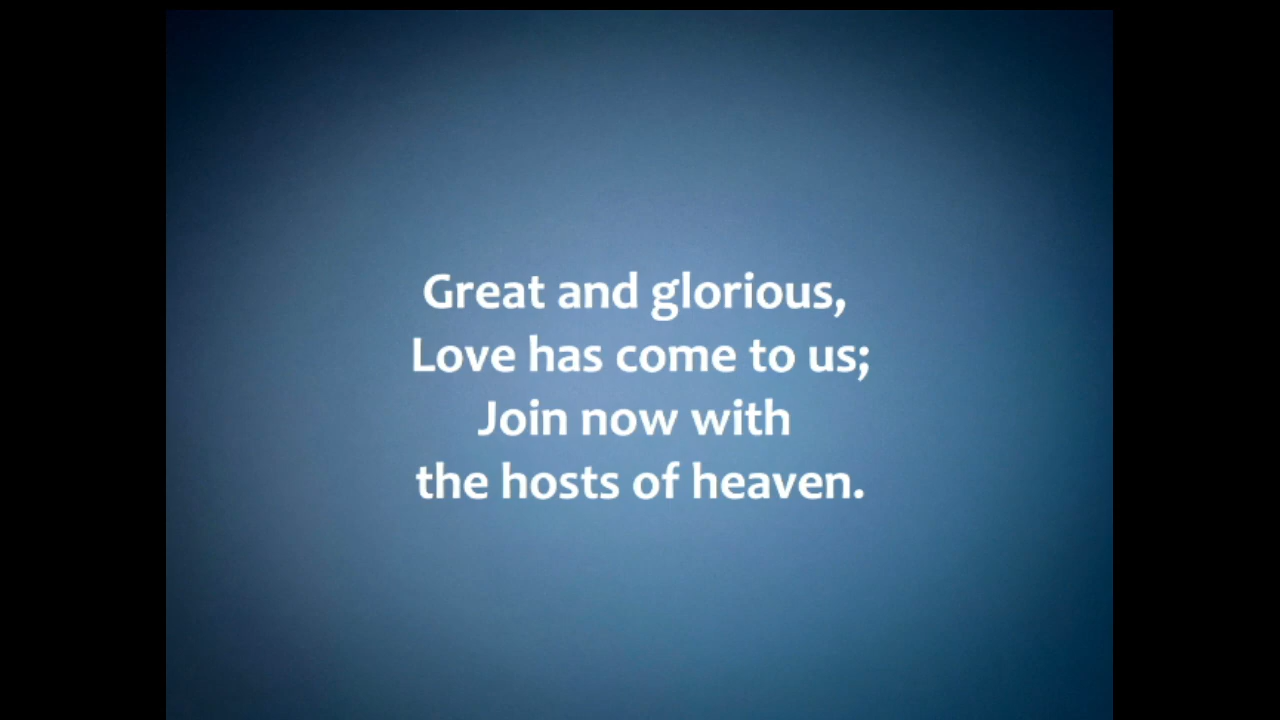 Great and glorious,
Love has come to us;
Join now with
the hosts of heaven.